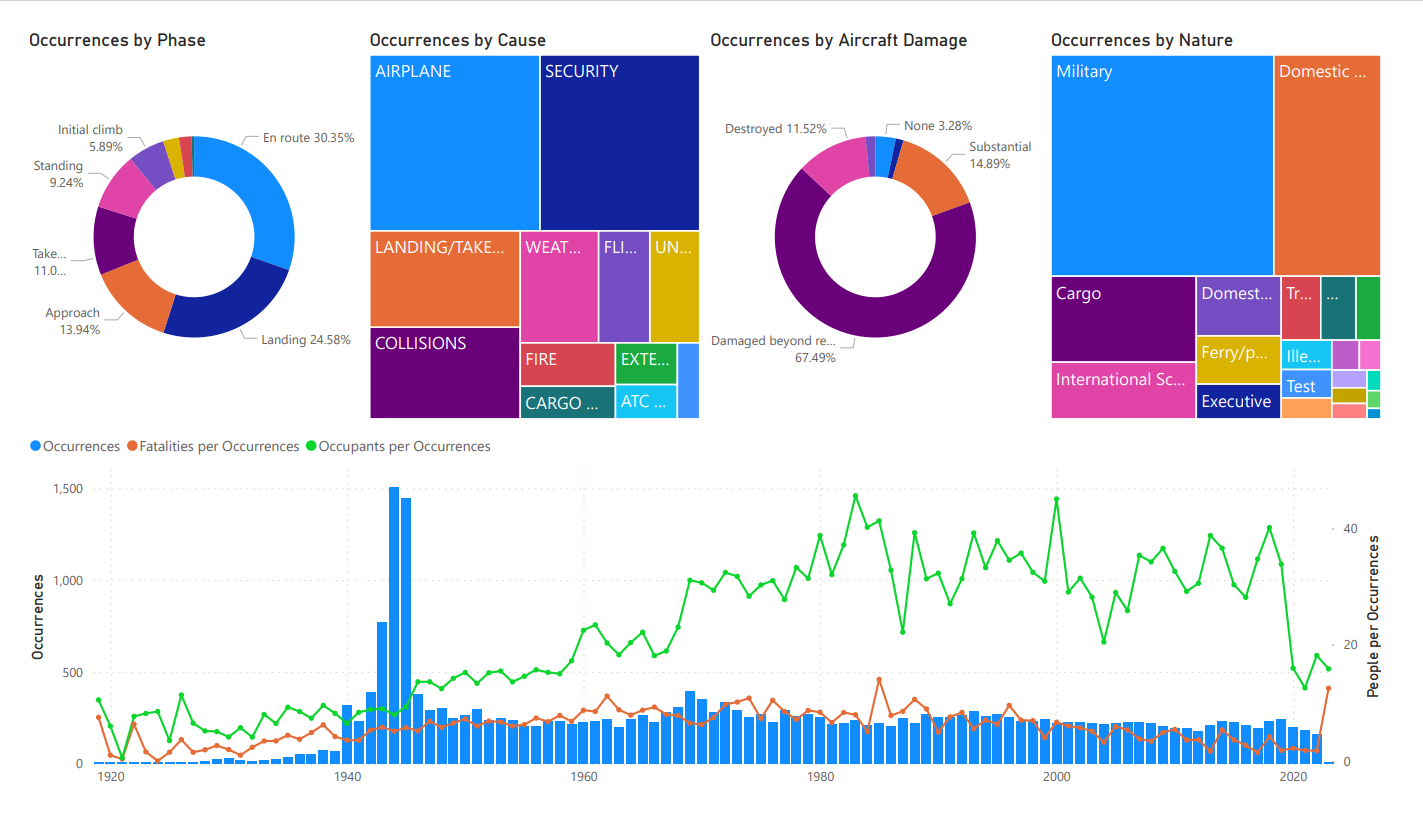 Occurrences by Phase
Initial climb
5.89%
En route 30.35%
Standing
9.24%
Take...
11.0...
Approach
13.94%
Landing 24.58%
Occurrences by Cause
AIRPLANE
SECURITY
LANDING/TAKE...
WEAT...
FLI...
UN...
COLLISIONS
FIRE
EXTE...
CARGO ...
ATC ...
Occurrences by Aircraft Damage
Destroyed 11.52%
None 3.28%
Substantial
14.89%
Damaged beyond re...
67.49%
Occurrences by Nature
Military
Domestic ...
Cargo
Domest...
Tr...
...
Ferry/p...
Ille...
International Sc...
Executive
Test
Occurrences
Fatalities per Occurrences
Occupants per Occurrences
Occurrences
1,500
1,000
500
0
1920
1940
1960
1980
2000
2020
40
20
0
People per Occurrences